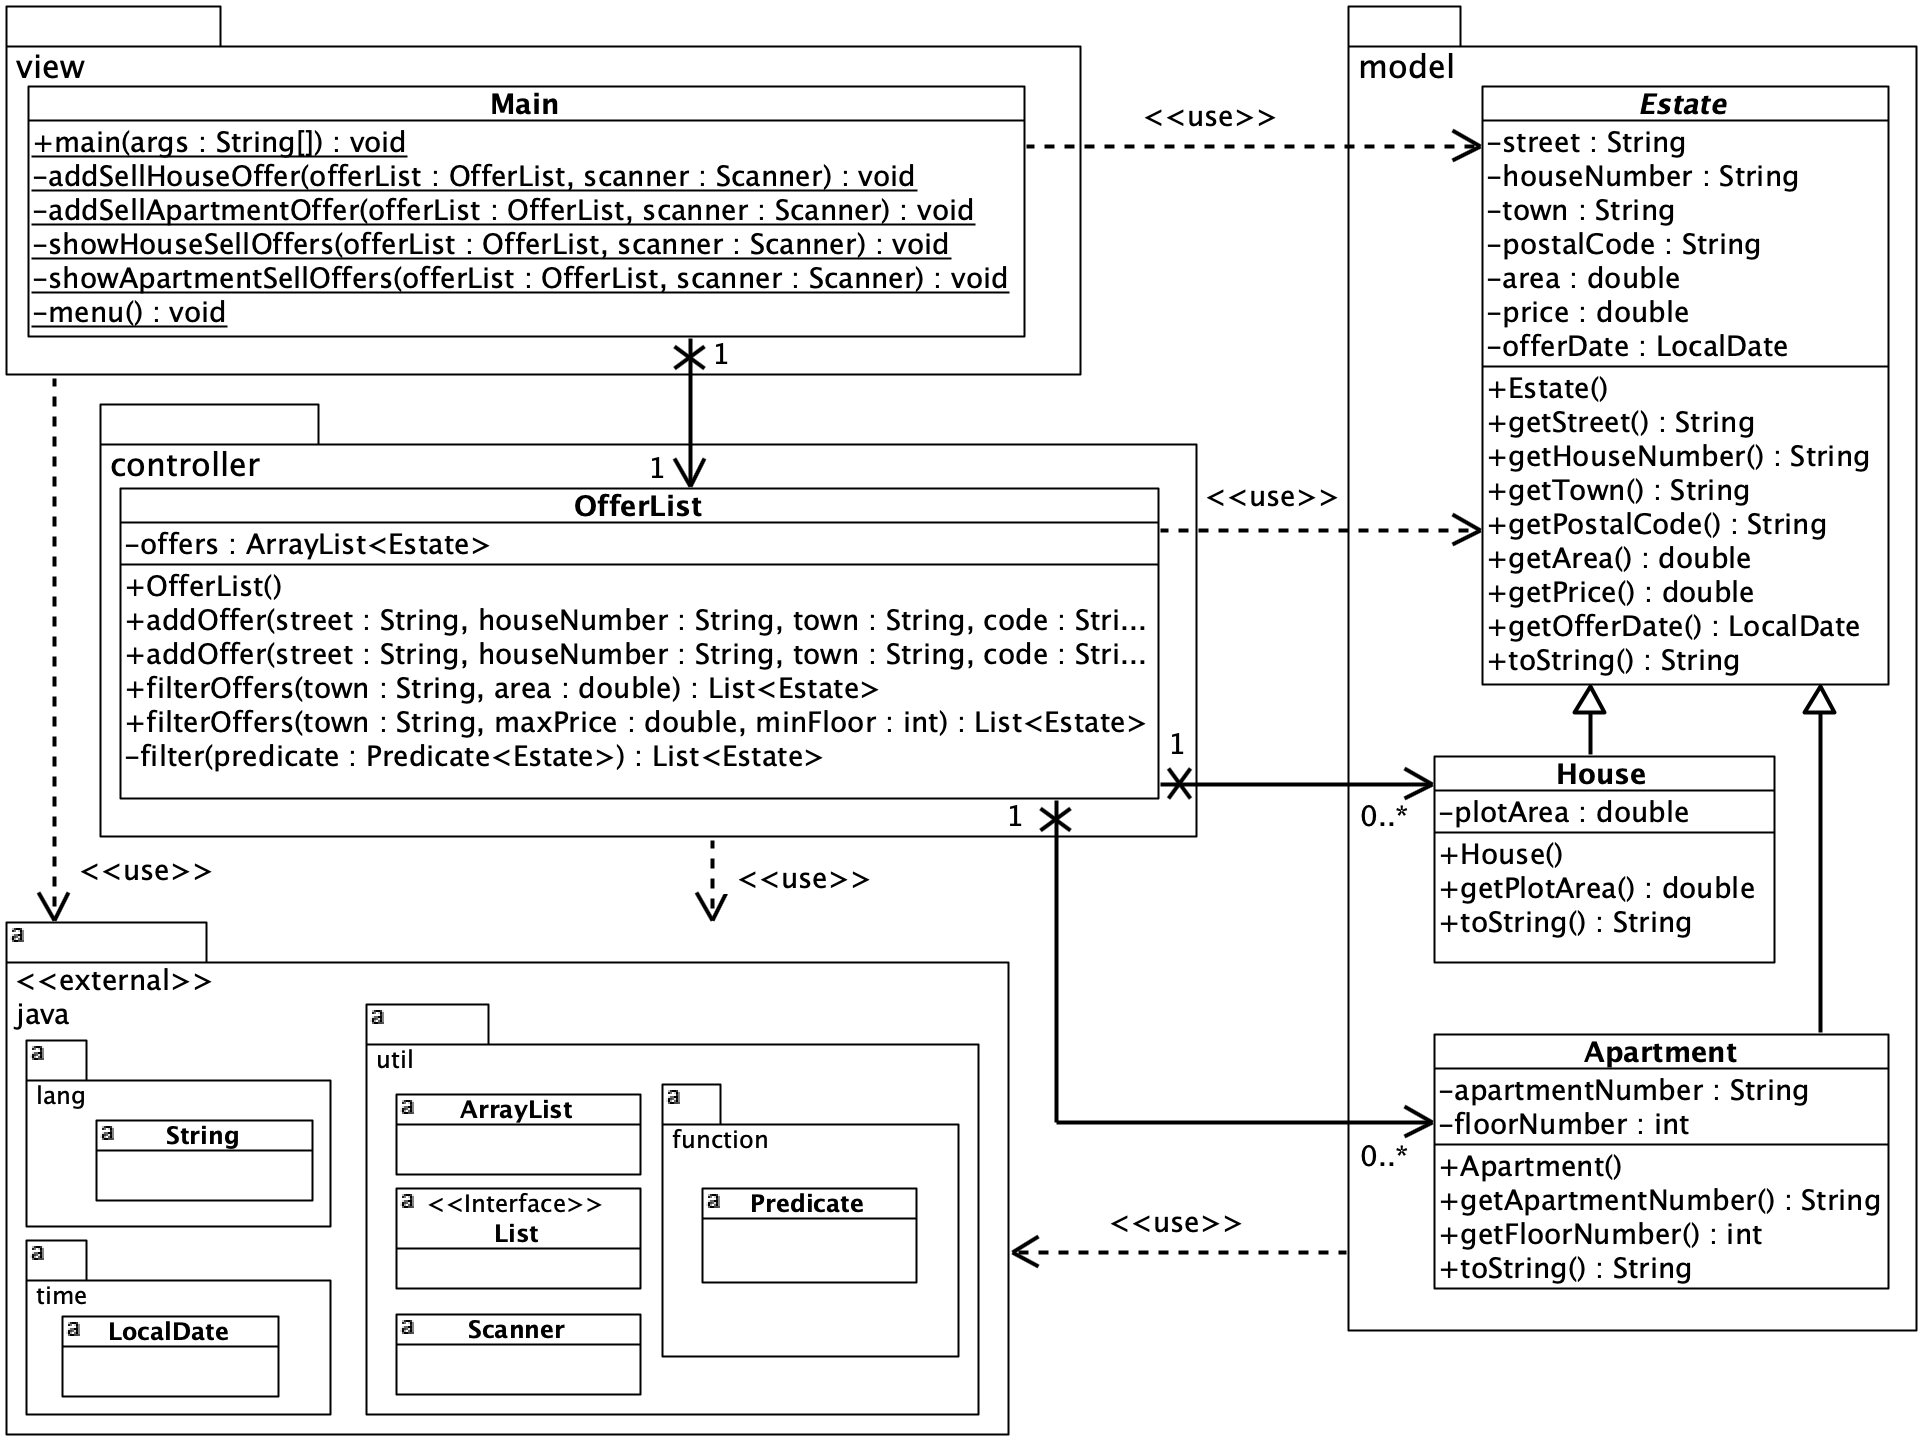 view
Main
+main(args : String[]) : void
-addSellHouseOffer(offerList : OfferList, scanner : Scanner) : void
-addSellApartmentOffer(offerList : OfferList, scanner : Scanner) : void
-showHouseSellOffers(offerList : OfferList, scanner : Scanner) : void
-showApartmentSellOffers(offerList : OfferList, scanner : Scanner) : void
-menu() : void
1
1
<<use>>
controller
OfferList
-offers : ArrayList<Estate>
+OfferList()
+addOffer(street : String, houseNumber : String, town : String, code : Stri...
+addOffer(street : String, houseNumber : String, town : String, code : Stri...
+filterOffers(town : String, area : double) : List<Estate>
+filterOffers(town : String, maxPrice : double, minFloor : int) : List<Estate>
-filter(predicate : Predicate<Estate>) : List<Estate>
<<use>>
1
0..*
1
0..*
<<use>>
<<use>>
<<use>>
model
Estate
-street : String
-houseNumber : String
-town : String
-postalCode : String
-area : double
-price : double
-offerDate : LocalDate
+Estate()
+getStreet() : String
+getHouseNumber() : String
+getTown() : String
+getPostalCode() : String
+getArea() : double
+getPrice() : double
+getOfferDate() : LocalDate
+toString() : String
House
-plotArea : double
+House()
+getPlotArea() : double
+toString() : String
Apartment
-apartmentNumber : String
-floorNumber : int
+Apartment()
+getApartmentNumber() : String
+getFloorNumber() : int
+toString() : String
a
<<external>>
java
a
lang
a String
a
time
a LocalDate
a
util
a ArrayList
a <<Interface>>
List
a Scanner
a
function
a Predicate